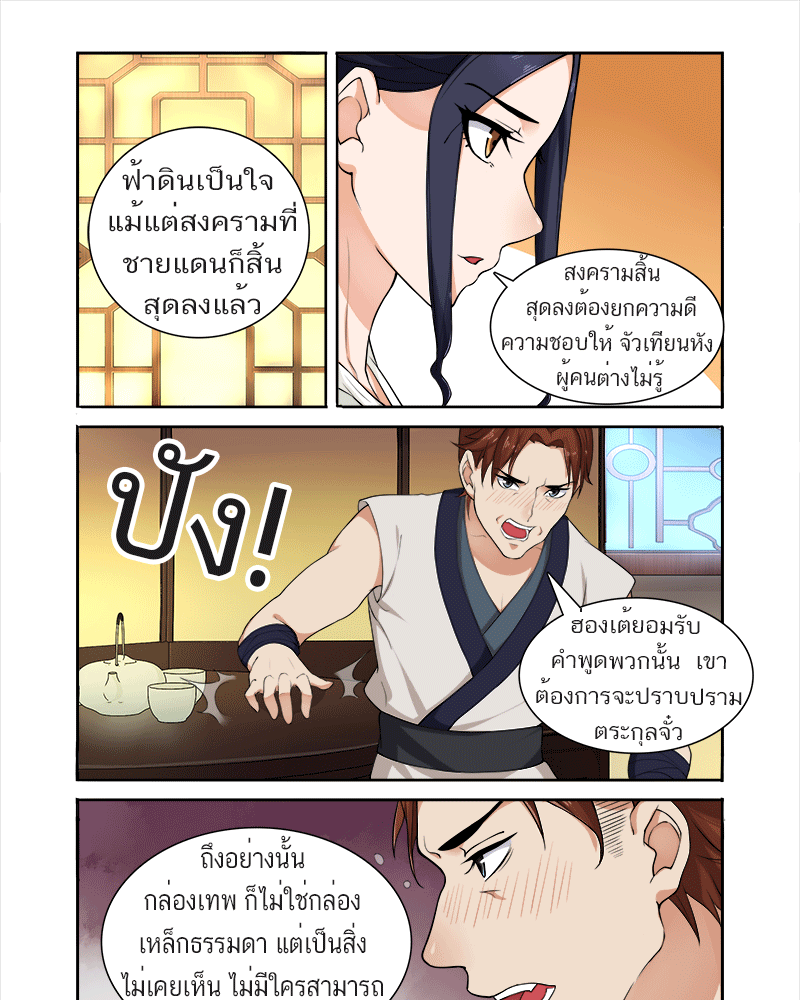 ฟ้าดินเป็นใจ
แม้แต่สงครามที่
ชายแดนก็สิ้น
สุดลงแล้ว
สงครามสิ้น
สุดลงต้องยกความดี
ความชอบให้ จัวเทียนหัง
ผู้คนต่างไม่รู้
ปัง!
ฮองเต้ยอมรับ
คำพูดพวกนั้น เขา
ต้องการจะปราบปราม
ตระกุลจั๋ว
ถึงอย่างนั้น
กล่องเทพ ก็ไม่ใช่กล่อง
เหล็กธรรมดา แต่เป็นสิ่ง
ไม่เคยเห็น ไม่มีใครสามารถ